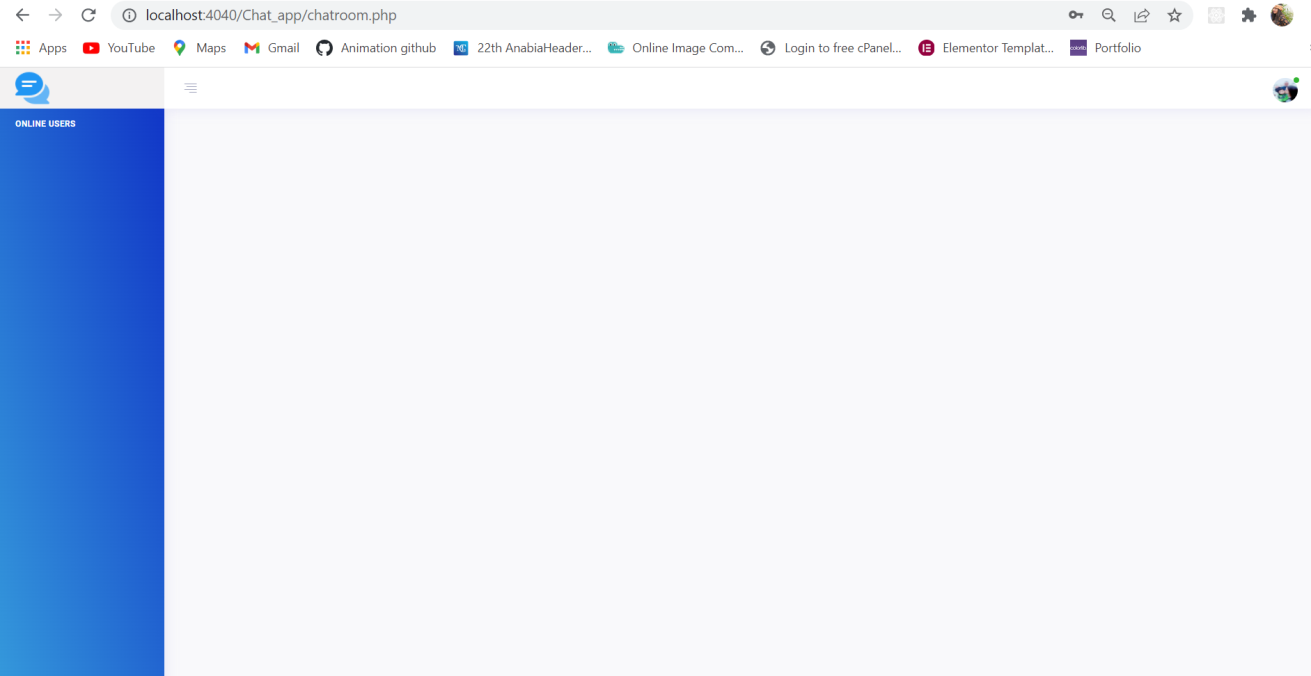 localhost:4040/Chat_app/chatroom.php
Apps YouTube Maps Gmail Animation github 22th AnabiaHeader... Online Image Com... Login to free cPanel... Elementor Templat... Portfolio
ONLINE USERS